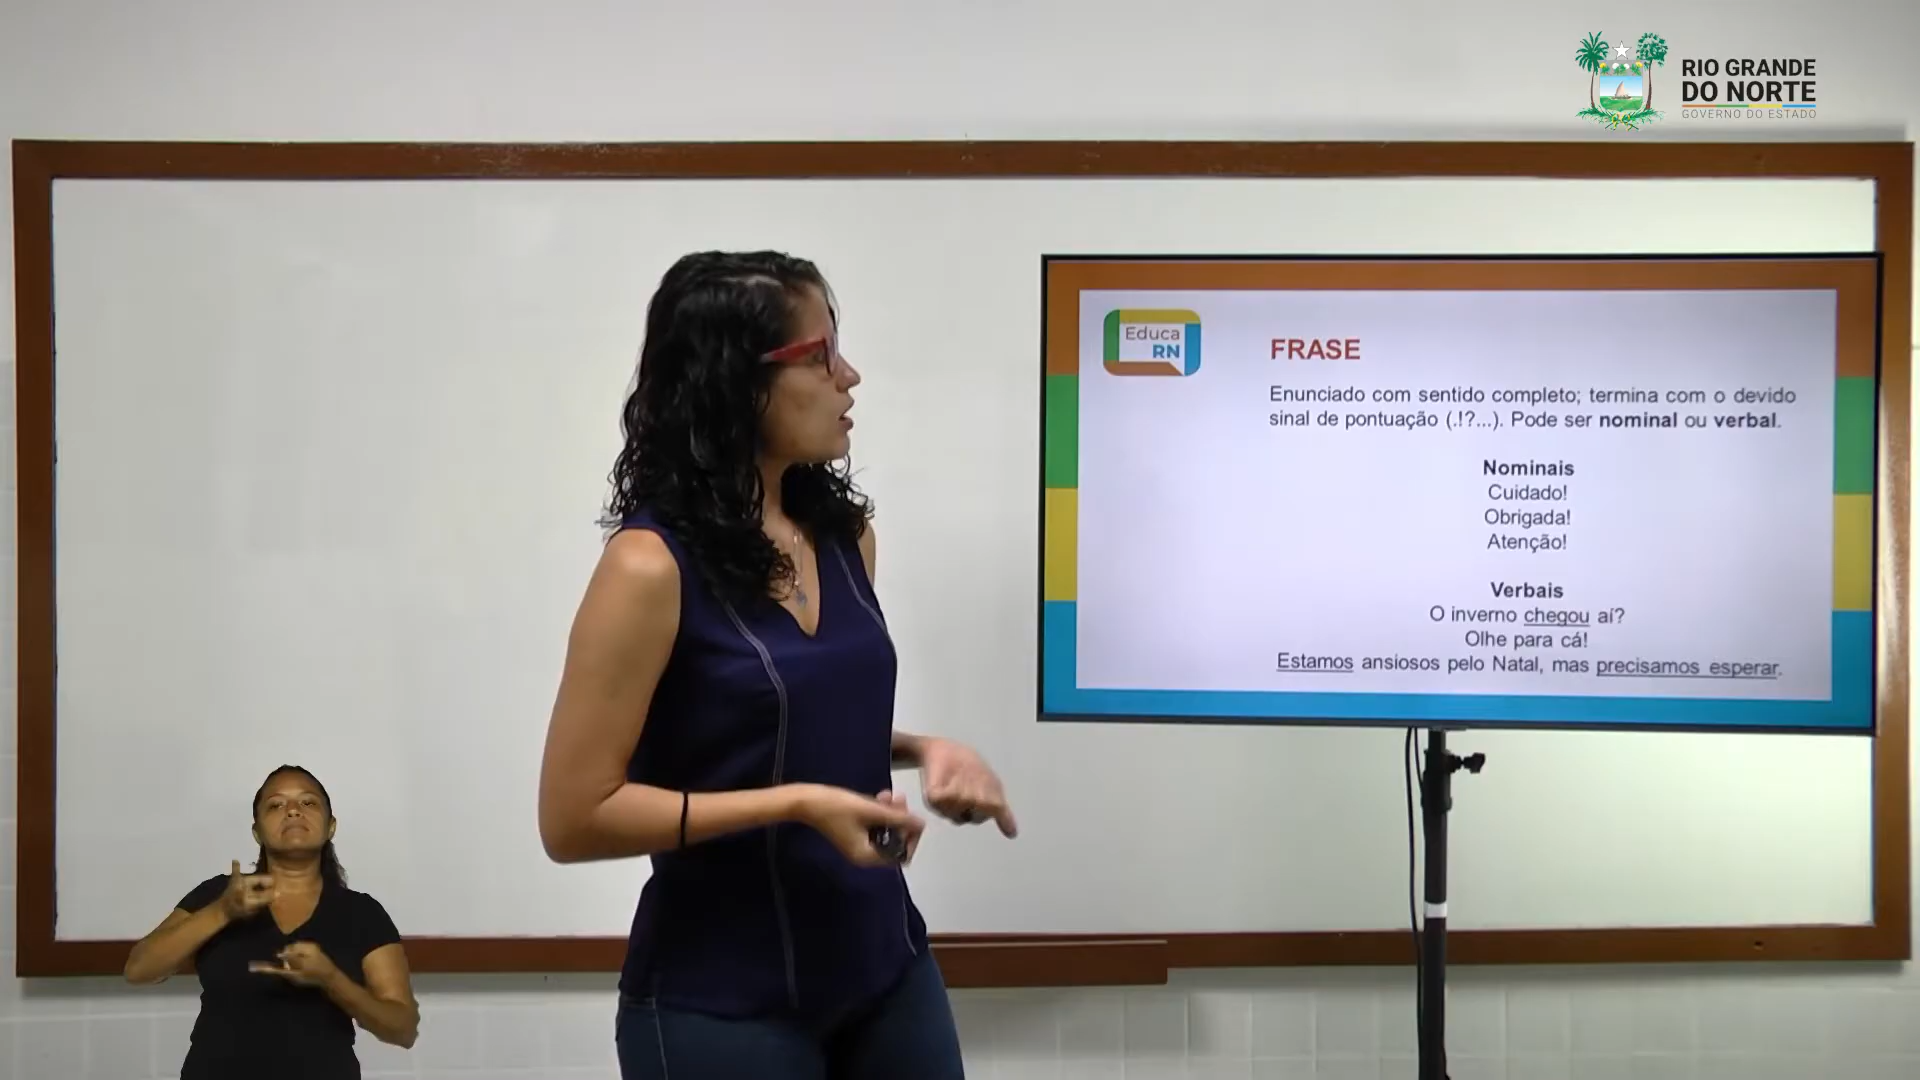 RIO GRANDE
DO NORTE
GOVERNO DO ESTADO
Educa
RN
FRASE
Enunciado com sentido completo; termina com o devido
sinal de pontuação (.!?...). Pode ser nominal ou verbal.
Nominais
Cuidado!
Obrigada!
Atenção!
Verbais
O inverno chegou aí?
Olhe para cá!
Estamos ansiosos pelo Natal, mas precisamos esperar.